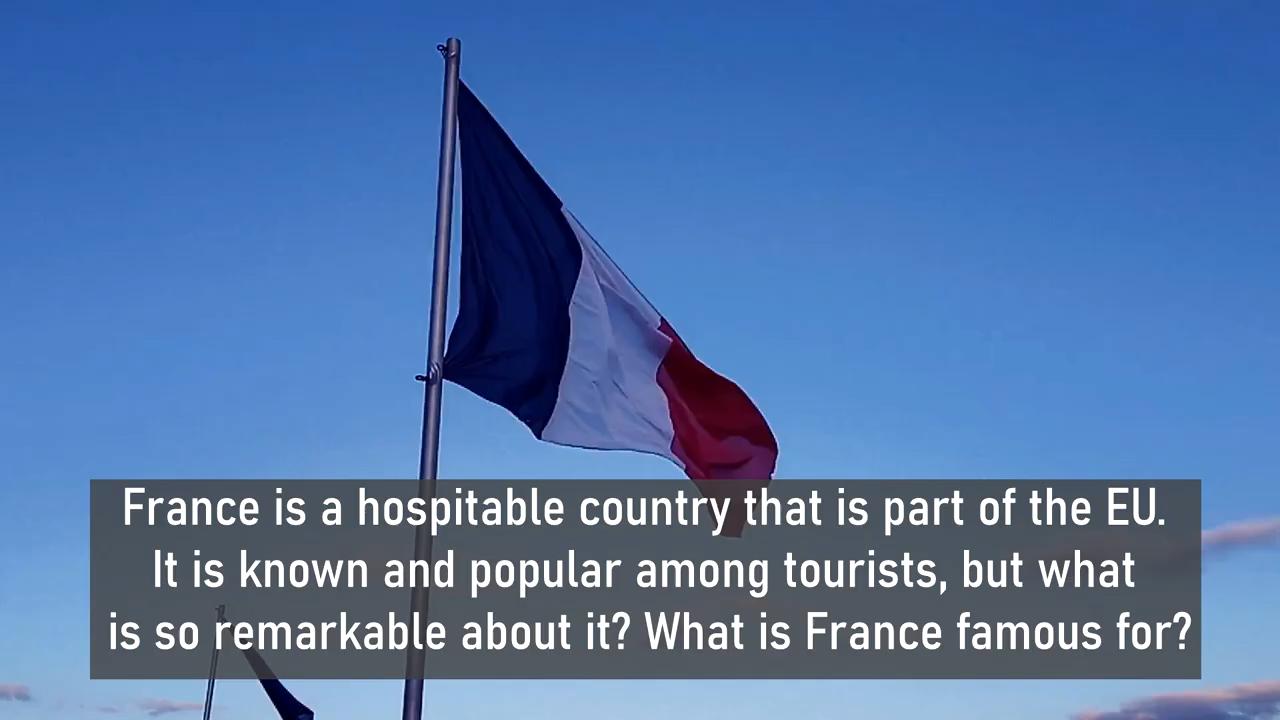 France is a hospitable country that is part of the EU.
It is known and popular among tourists, but what
is so remarkable about it? What is France famous for?